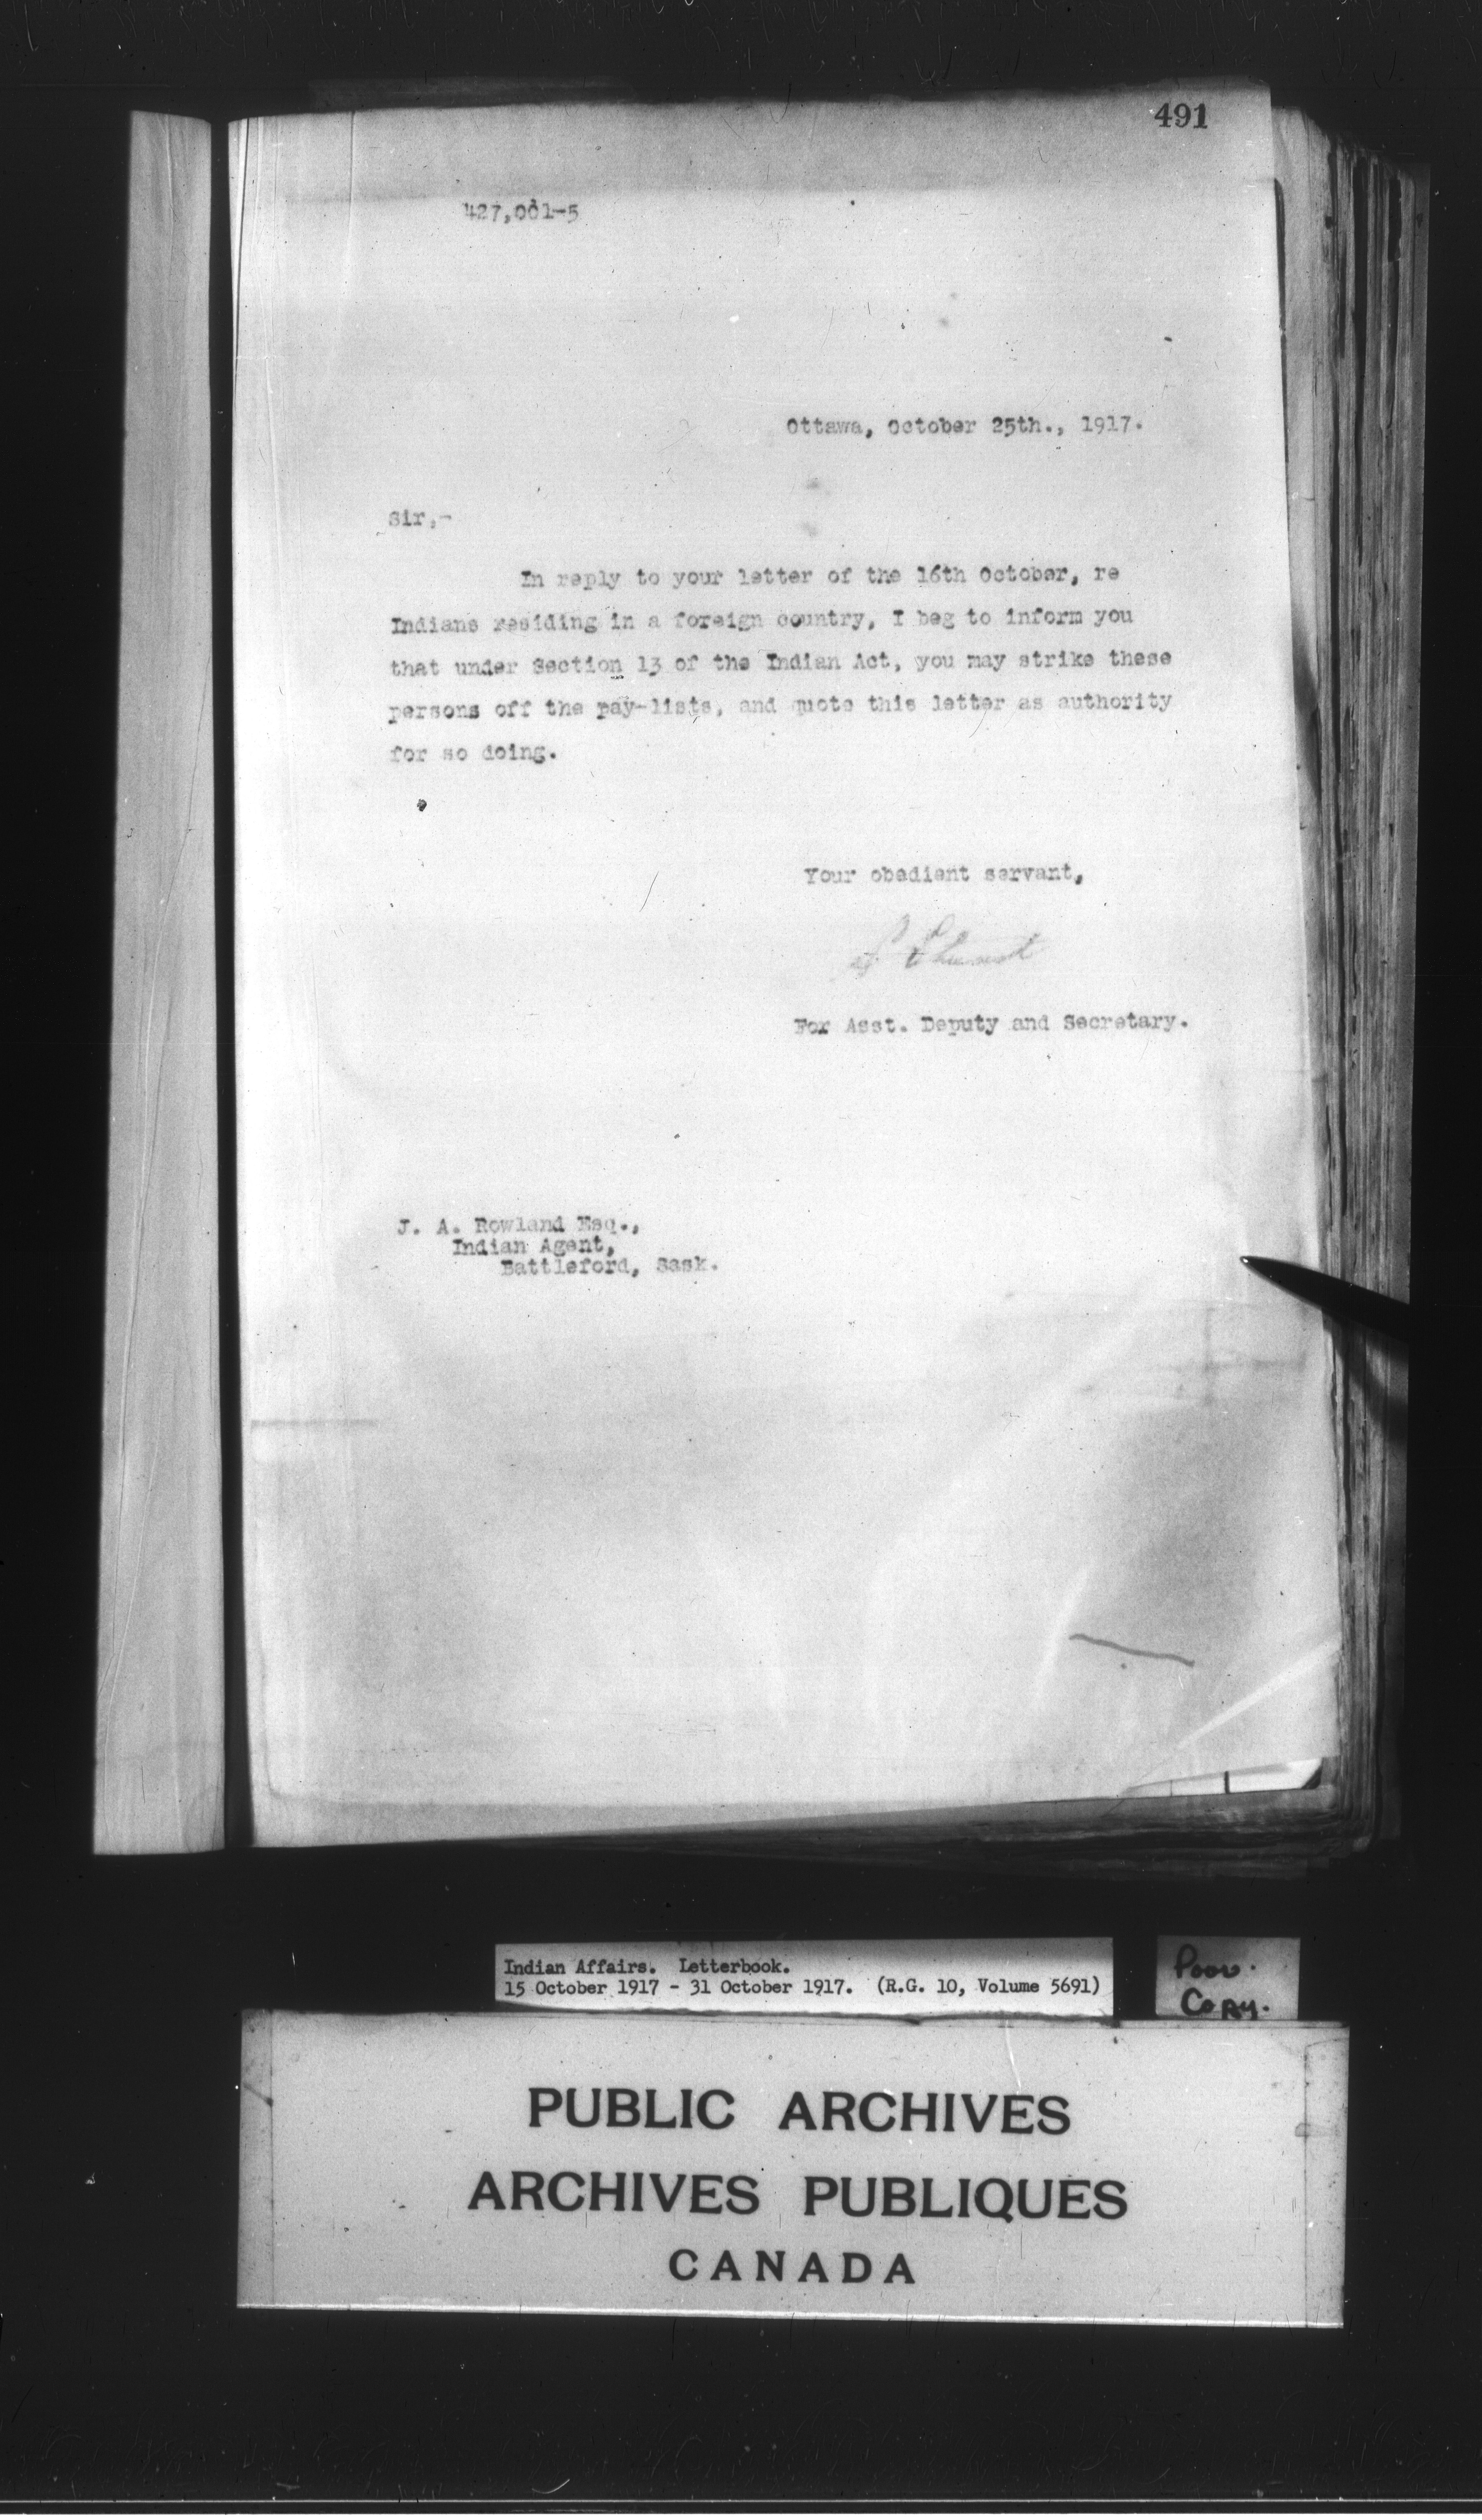 491
427,001-5
Ottawa, October 25th., 1917.
Sir,-
In reply to your letter of the 16th October, re
Indians residing in a foreign country, I beg to inform you
that under Section 13 of the Indian Act, you may strike these
persons off the pay-lists, and quote this letter as authority
for so doing.
Your obedient servant,
For Asst. Deputy and Secretary.
J. A. Rowland Esq.,
Indian Agent,
Battleford, Sask.
Indian Affairs. Letterbook.
15 October 1917 - 31 October 1917. (R.G. 10, Volume 5691)
Poor
Copy.
PUBLIC ARCHIVES
ARCHIVES PUBLIQUES
CANADA